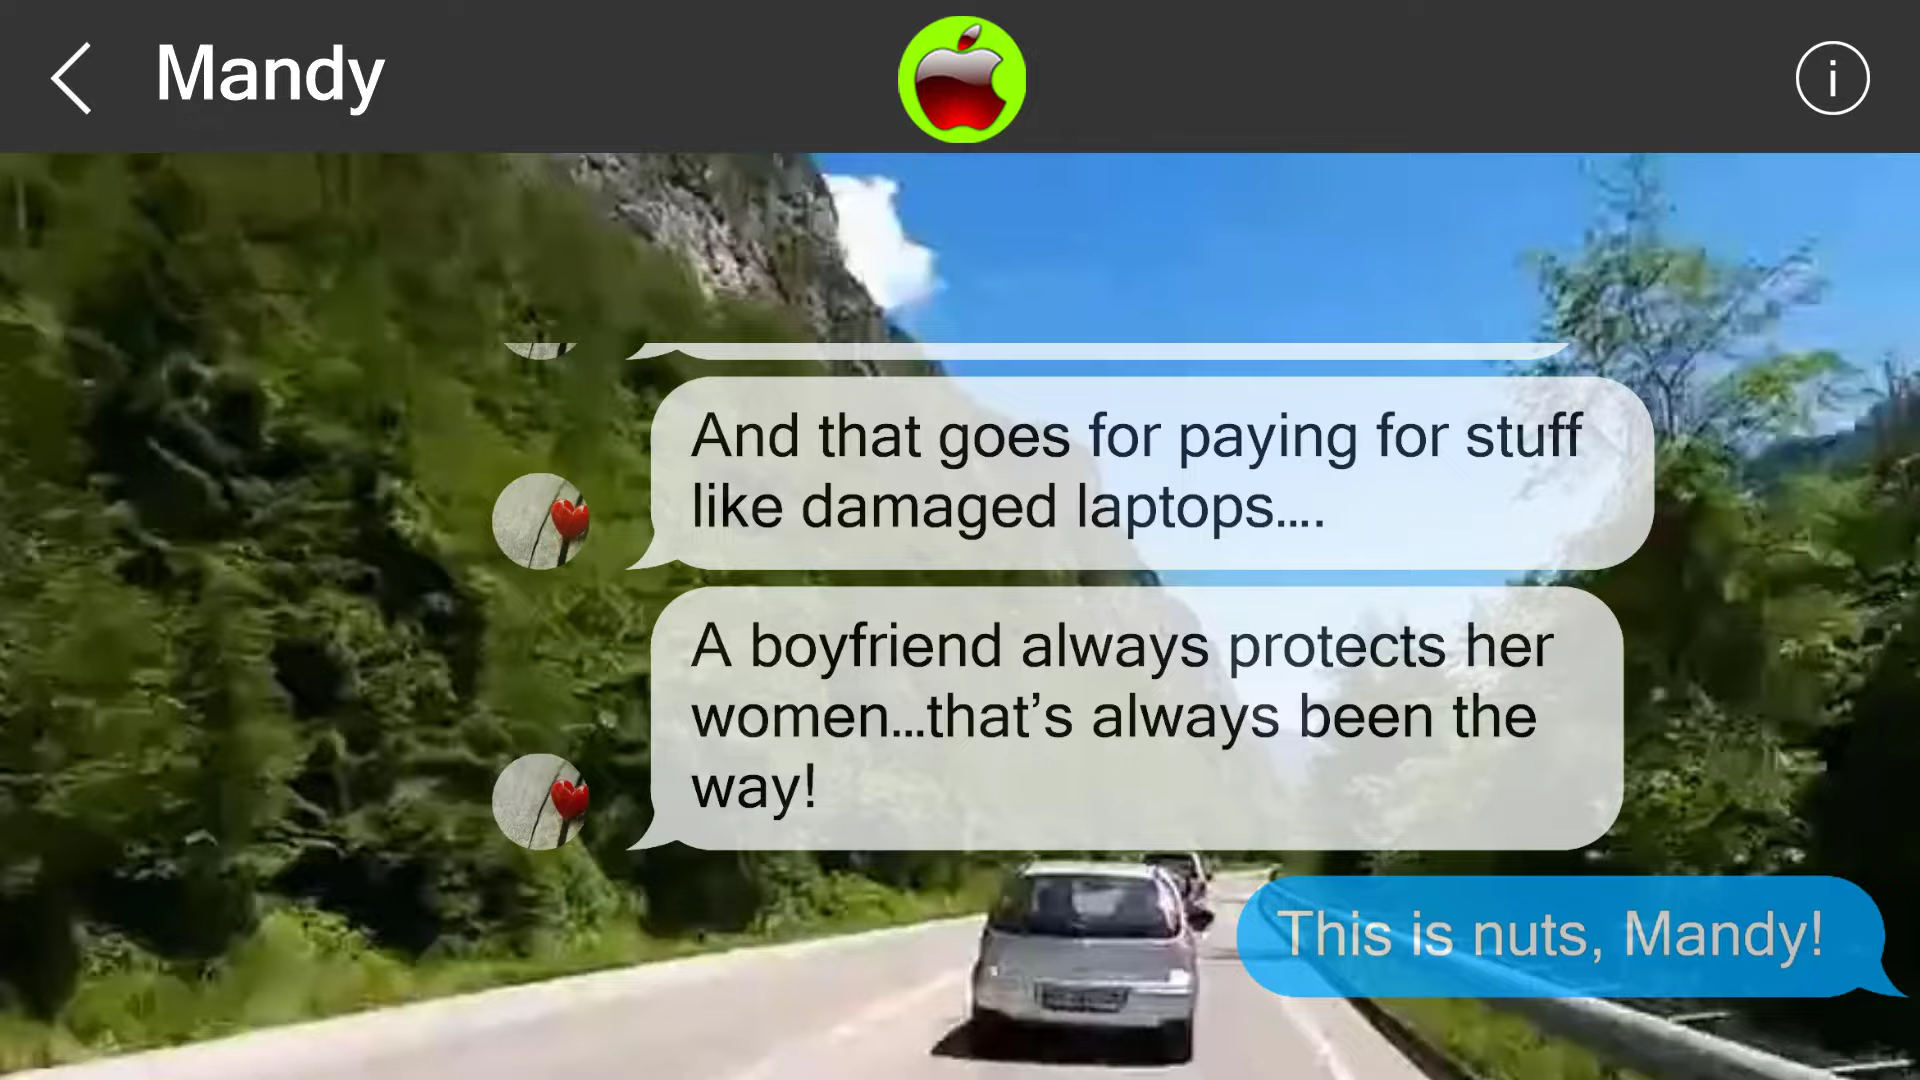 Mandy
i
And that goes for paying for stuff
like damaged laptops....
A boyfriend always protects her
women...that’s always been the
way!
This is nuts, Mandy!